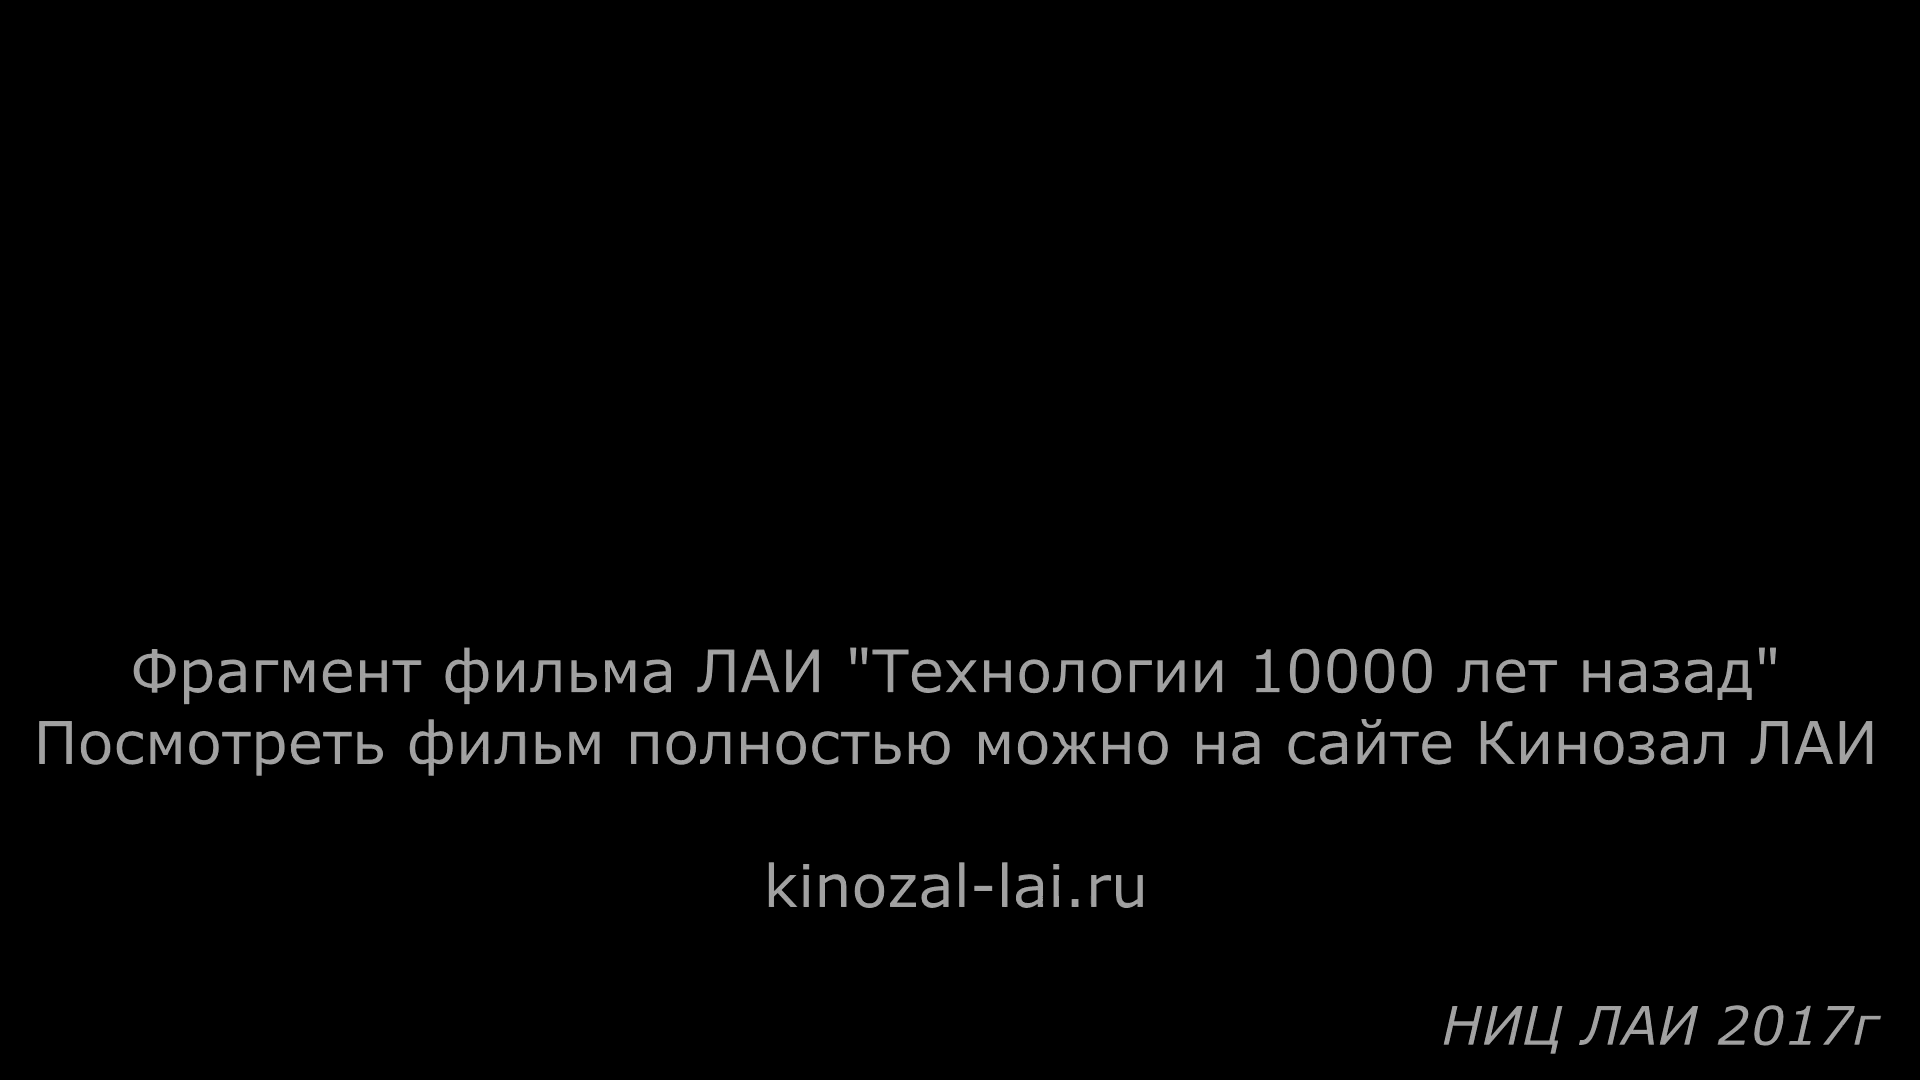 Фрагмент фильма ЛАИ "Технологии 10000 лет назад"
Посмотреть фильм полностью можно на сайте Кинозал ЛАИ
kinozal-lai.ru
НИЦ ЛАИ 2017г